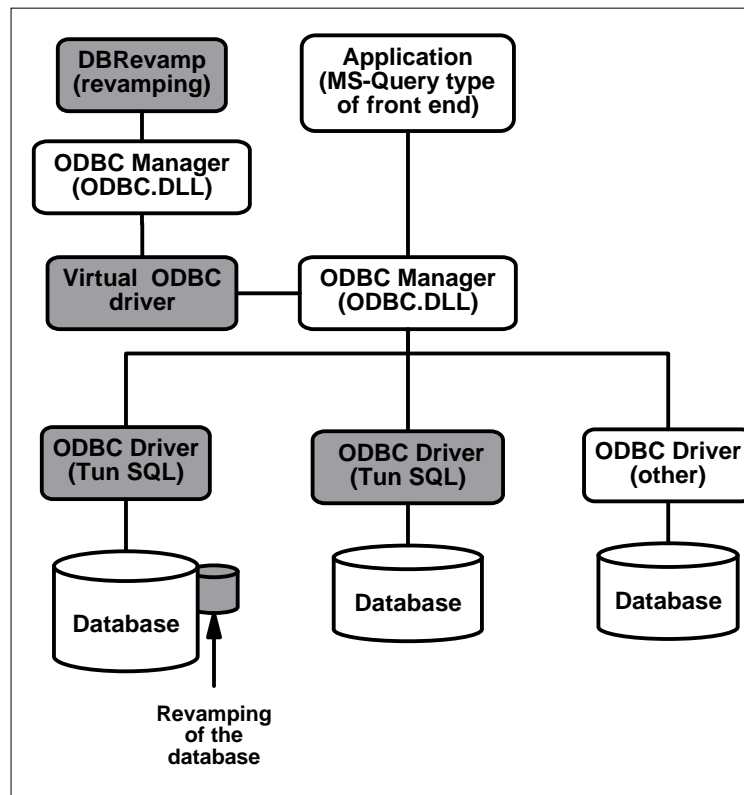 DBRevamp
(revamping)
Application
(MS-Query type
of front end)
ODBC Manager
(ODBC.DLL)
Virtual ODBC
driver
ODBC Manager
(ODBC.DLL)
ODBC Driver
(Tun SQL)
ODBC Driver
(Tun SQL)
ODBC Driver
(other)
Database
Database
Database
Revamping
of the
database